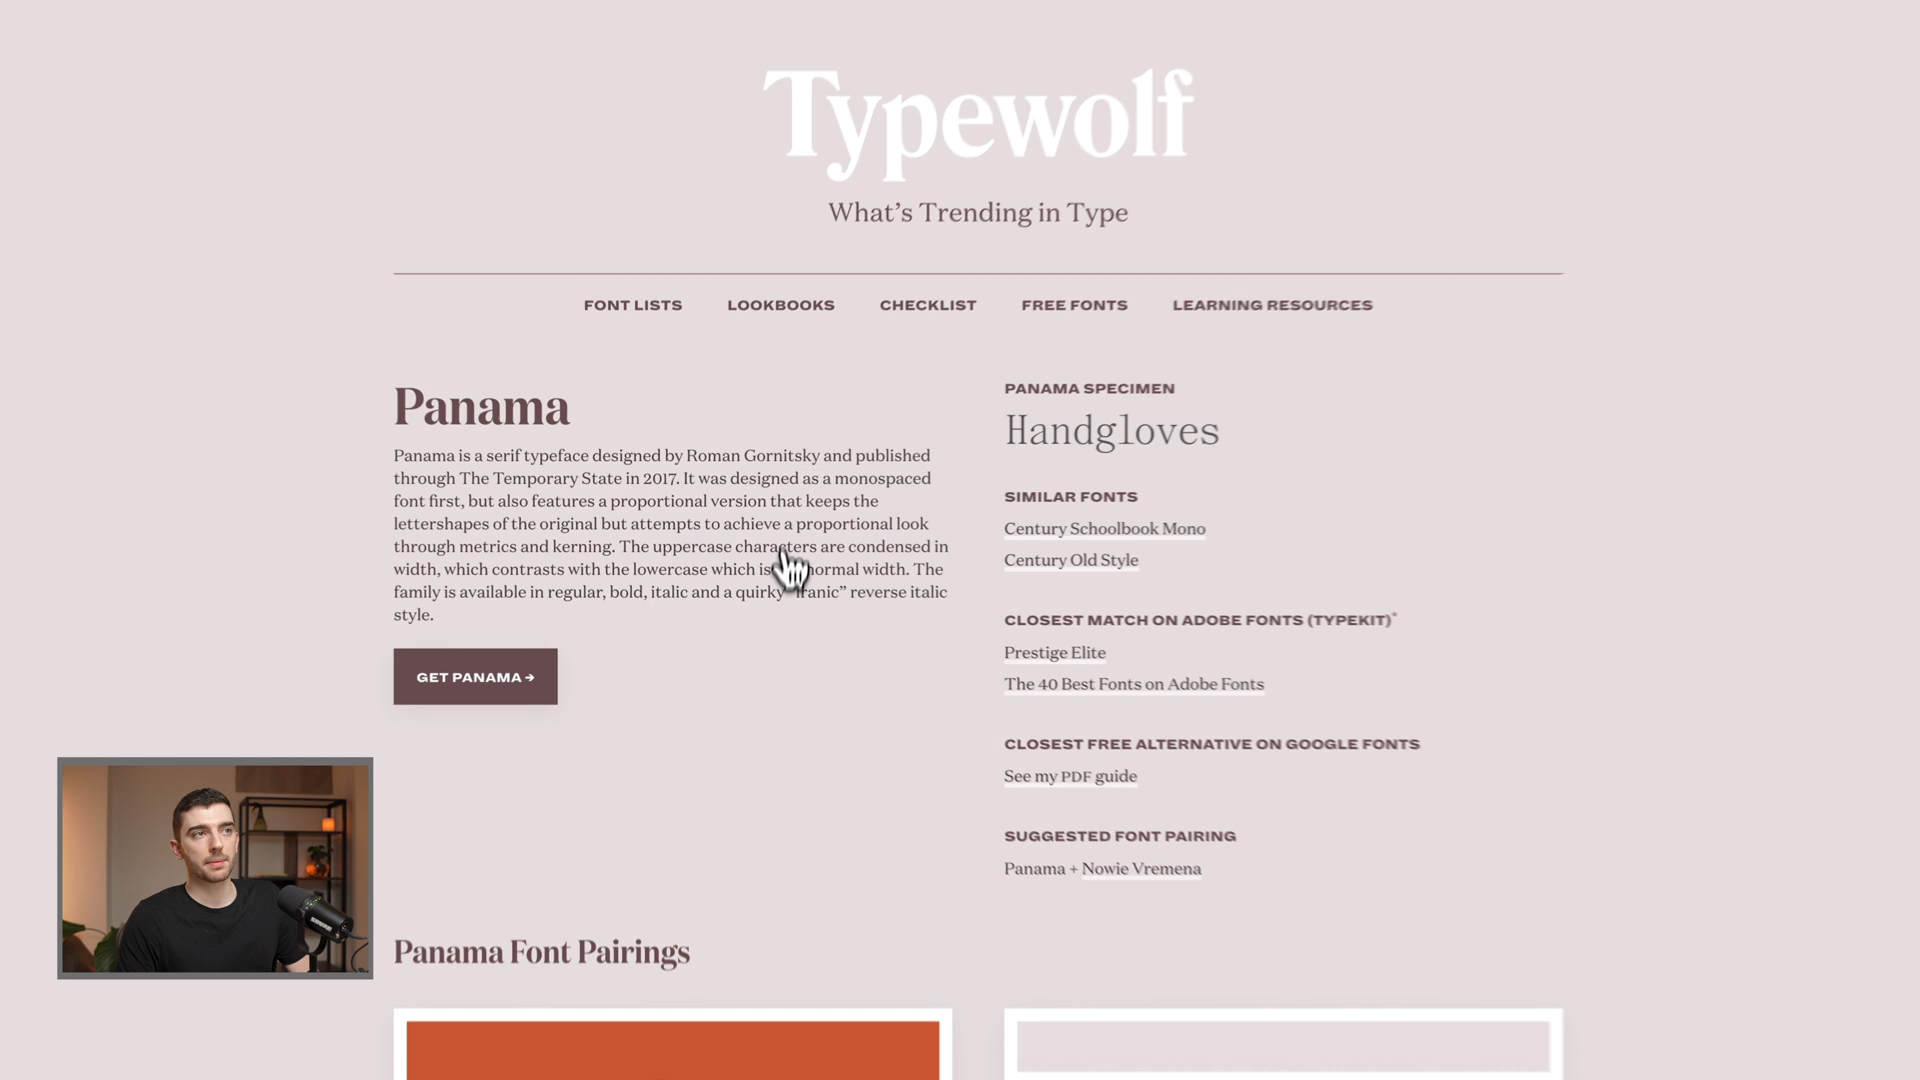 Typewolf
What’s Trending in Type
FONT LISTS LOOKBOOKS CHECKLIST FREE FONTS LEARNING RESOURCES
Panama
Panama is a serif typeface designed by Roman Gornitsky and published
through The Temporary State in 2017. It was designed as a monospaced
font first, but also features a proportional version that keeps the
lettershapes of the original but attempts to achieve a proportional look
through metrics and kerning. The uppercase characters are condensed in
width, which contrasts with the lowercase which is normal width. The
family is available in regular, bold, italic and a quirky reverse italic
style.
GET PANAMA →
PANAMA SPECIMEN
Handgloves
SIMILAR FONTS
Century Schoolbook Mono
Century Old Style
CLOSEST MATCH ON ADOBE FONTS (TYPEKIT)*
Prestige Elite
The 40 Best Fonts on Adobe Fonts
CLOSEST FREE ALTERNATIVE ON GOOGLE FONTS
See my PDF guide
SUGGESTED FONT PAIRING
Panama + Nowie Vremena
Panama Font Pairings